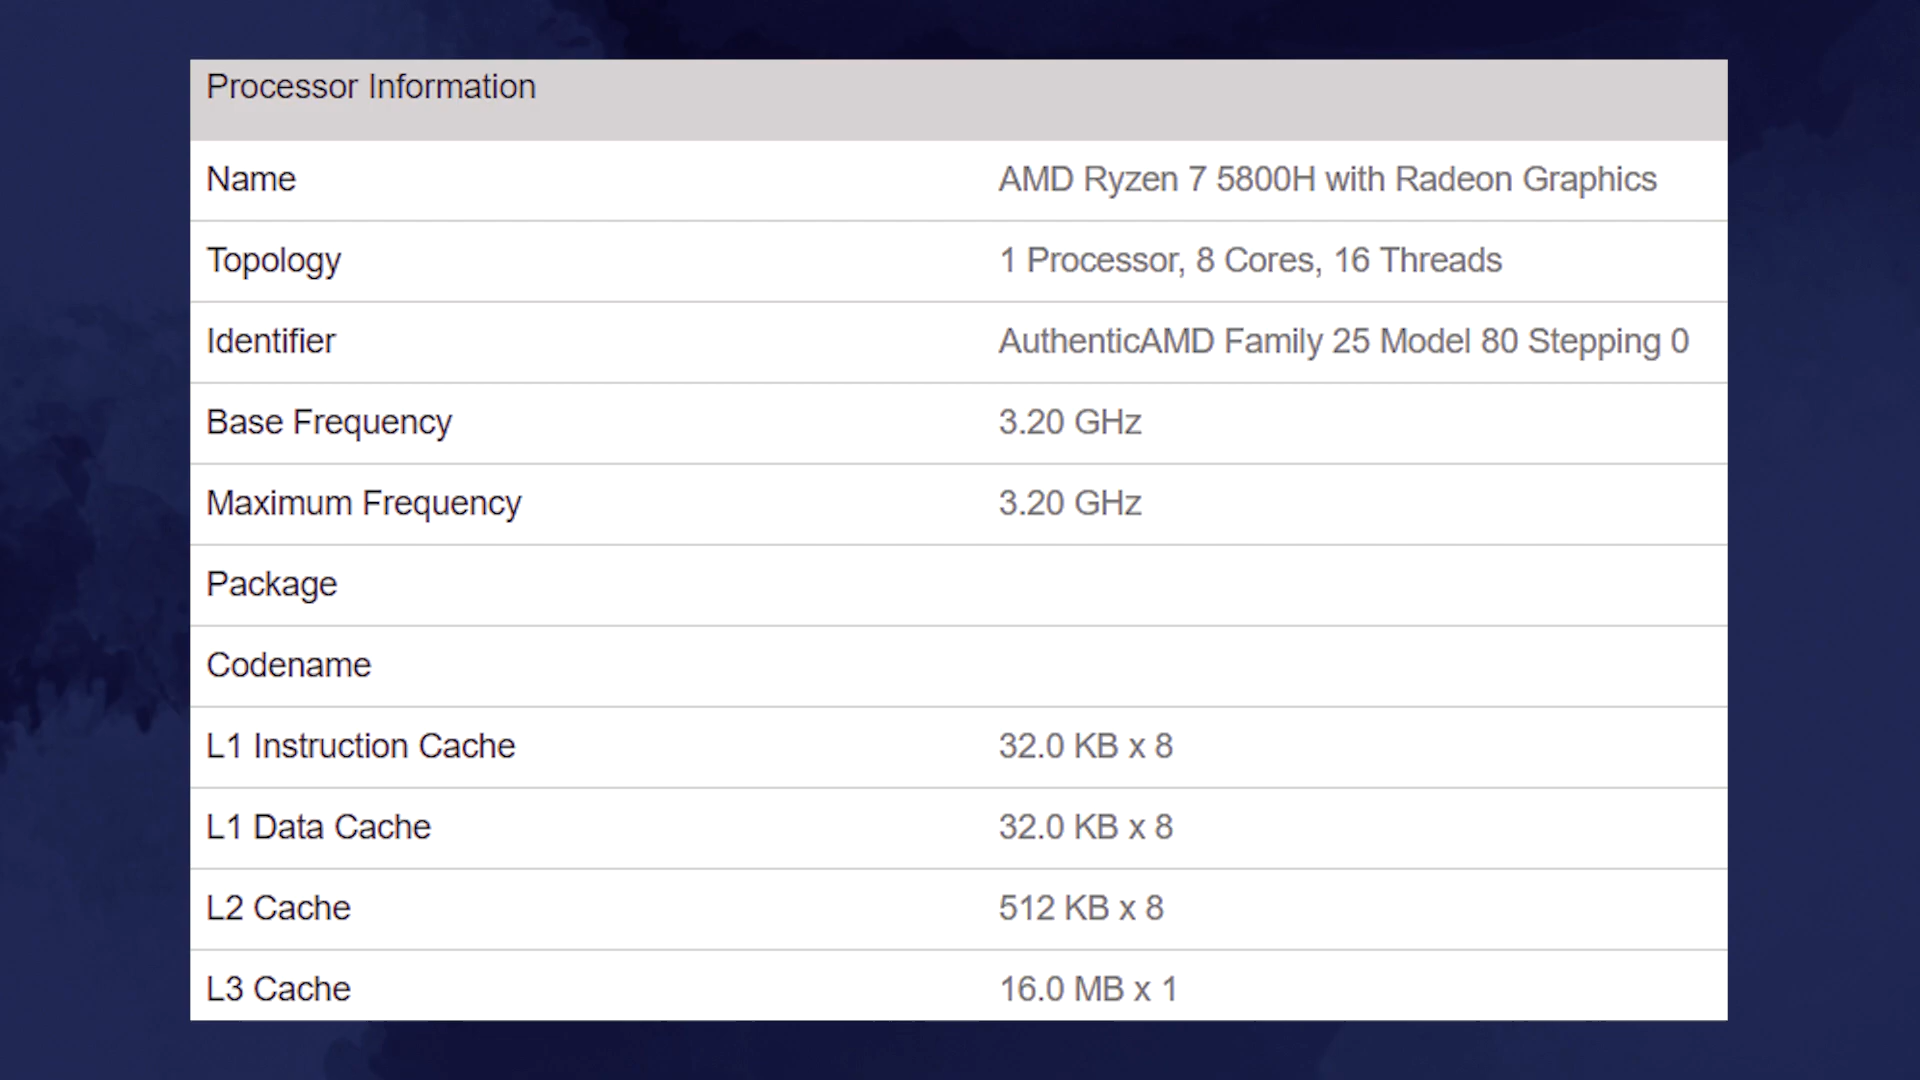 Processor Information
Name AMD Ryzen 7 5800H with Radeon Graphics
Topology 1 Processor, 8 Cores, 16 Threads
Identifier AuthenticAMD Family 25 Model 80 Stepping 0
Base Frequency 3.20 GHz
Maximum Frequency 3.20 GHz
Package
Codename
L1 Instruction Cache 32.0 KB x 8
L1 Data Cache 32.0 KB x 8
L2 Cache 512 KB x 8
L3 Cache 16.0 MB x 1